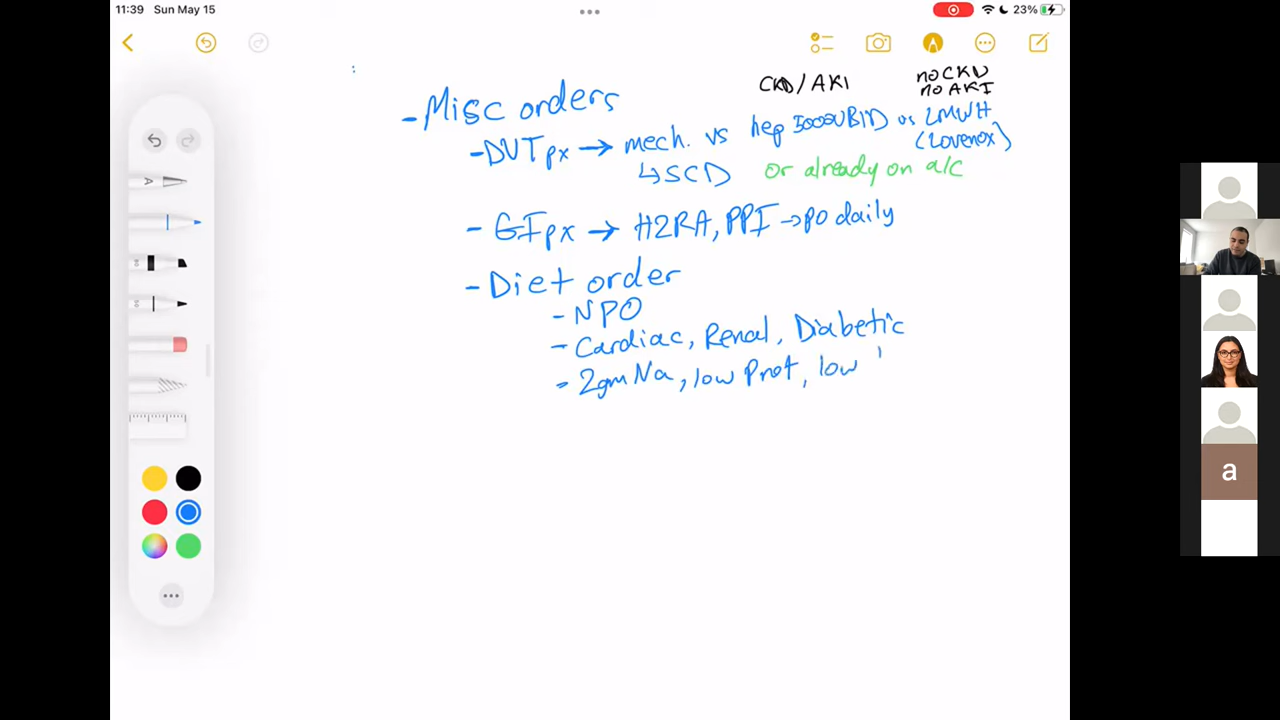 11:39 Sun May 15
23%
CKD/AKI
no CKD
no AKI
- Misc orders
- DVT px → mech. vs hep 5000U BID vs LMWH
(Lovenox)
↳ SCD
or already on a/c
- GI px → H2RA, PPI → po daily
- Diet order
- NPO
- Cardiac, Renal, Diabetic
- 2gm Na, low Prot, low
a